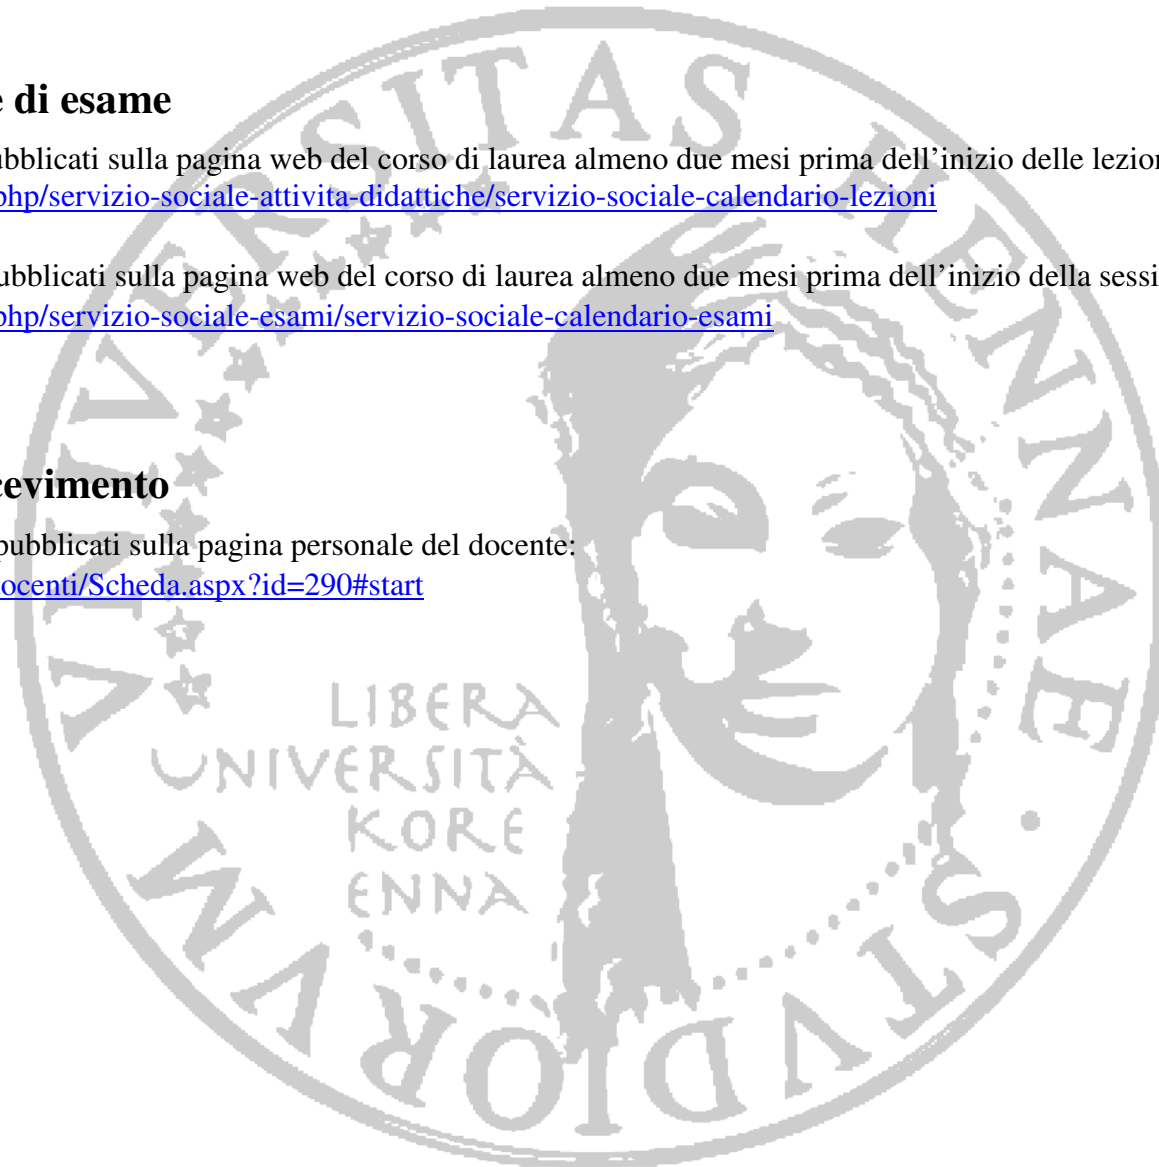 e di esame
ubblicati sulla pagina web del corso di laurea almeno due mesi prima dell’inizio delle lezion
php/servizio-sociale-attivita-didattiche/servizio-sociale-calendario-lezioni
ubblicati sulla pagina web del corso di laurea almeno due mesi prima dell’inizio della sessi
php/servizio-sociale-esami/servizio-sociale-calendario-esami
cevimento
pubblicati sulla pagina personale del docente:
ocenti/Scheda.aspx?id=290#start
VNIVERSITAS HENNAE • STVDIORVM
LIBERA
UNIVERSITÀ
KORE
ENNA